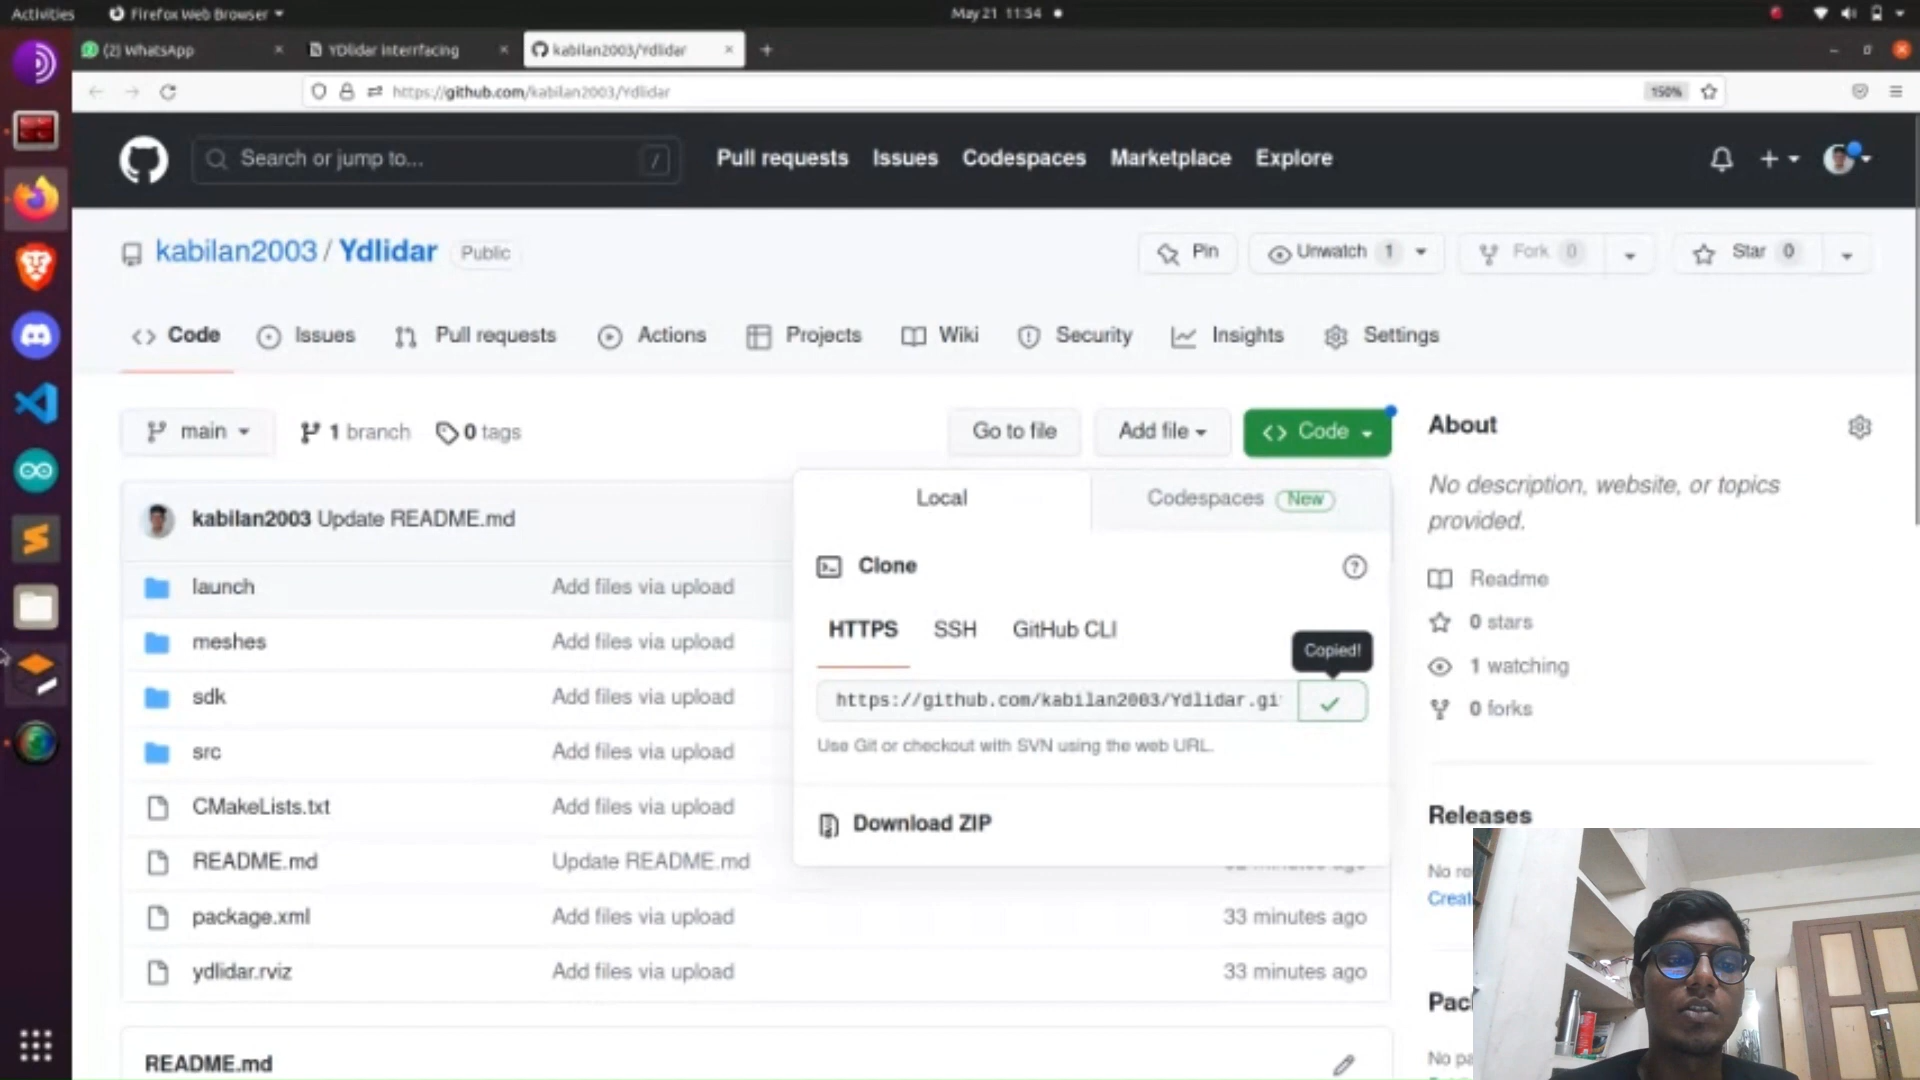 Activities Firefox Web Browser May 21 11:54
(2) WhatsApp YDlidar interrfacing kabilan2003/Ydlidar
https://github.com/kabilan2003/Ydlidar 150%
Search or jump to... / Pull requests Issues Codespaces Marketplace Explore
kabilan2003 / Ydlidar Public Pin Unwatch 1 Fork 0 Star 0
Code Issues Pull requests Actions Projects Wiki Security Insights Settings
main 1 branch 0 tags Go to file Add file Code
About
No description, website, or topics
provided.
Readme
0 stars
1 watching
0 forks
Releases
Local Codespaces New
Clone
HTTPS SSH GitHub CLI
Copied!
https://github.com/kabilan2003/Ydlidar.gi
Use Git or checkout with SVN using the web URL.
Download ZIP
kabilan2003 Update README.md
launch Add files via upload
meshes Add files via upload
sdk Add files via upload
src Add files via upload
CMakeLists.txt Add files via upload
README.md Update README.md
package.xml Add files via upload 33 minutes ago
ydlidar.rviz Add files via upload 33 minutes ago
README.md